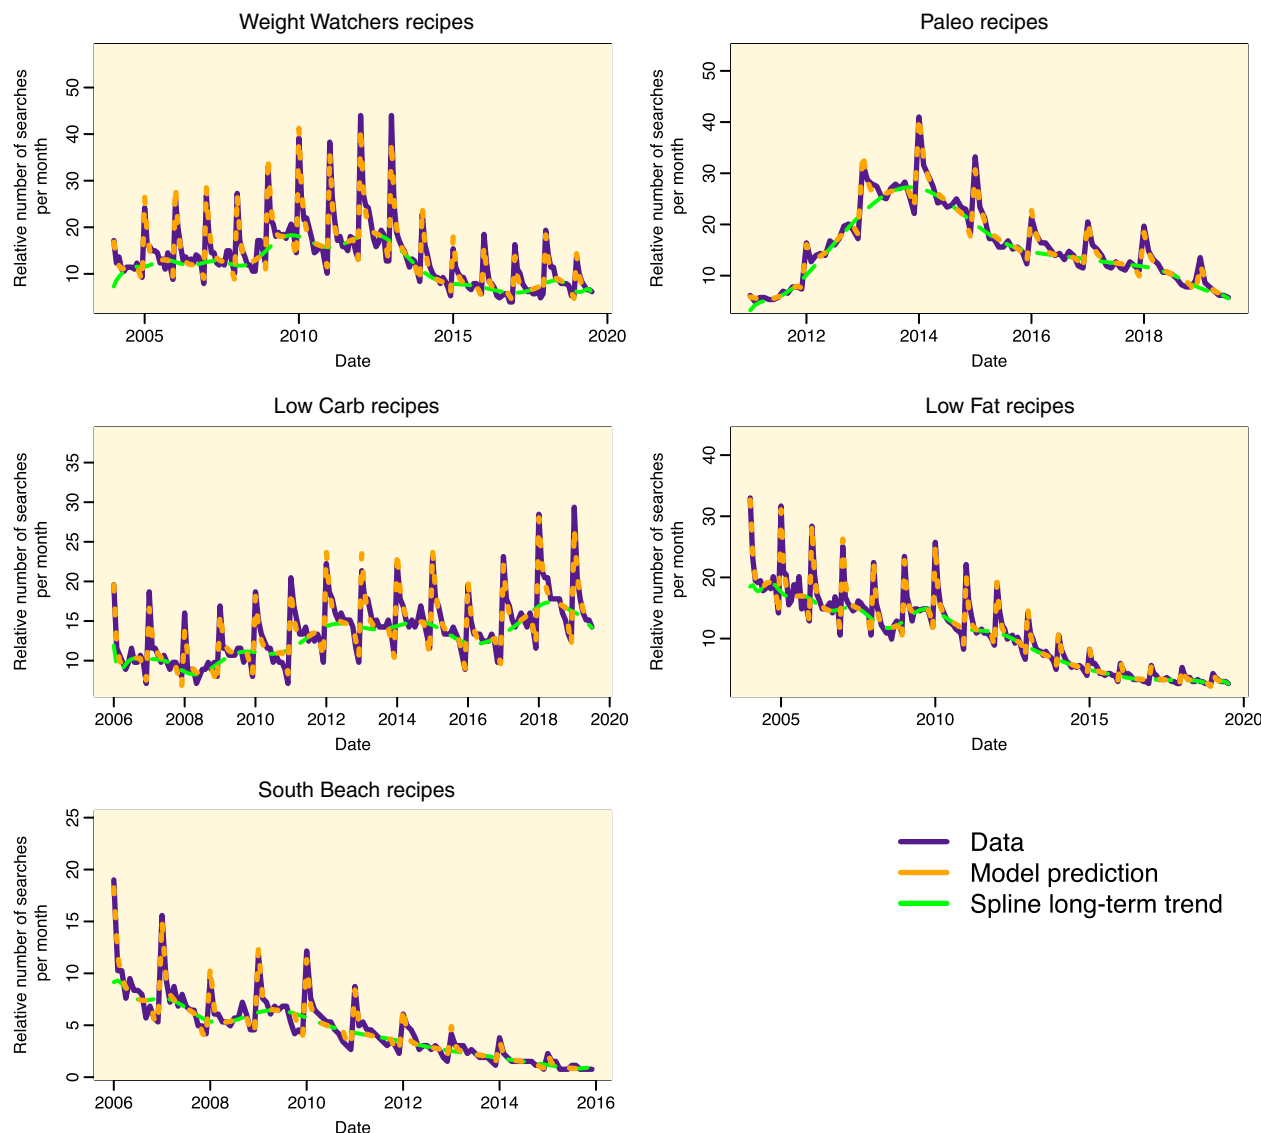 Weight Watchers recipes
Relative number of searches
per month
50
40
30
20
10
2005 2010 2015 2020
Date
Paleo recipes
Relative number of searches
per month
50
40
30
20
10
2012 2014 2016 2018
Date
Low Carb recipes
Relative number of searches
per month
35
30
25
20
15
10
2006 2008 2010 2012 2014 2016 2018 2020
Date
Low Fat recipes
Relative number of searches
per month
40
30
20
10
2005 2010 2015 2020
Date
South Beach recipes
Relative number of searches
per month
25
20
15
10
5
0
2006 2008 2010 2012 2014 2016
Date
Data
Model prediction
Spline long-term trend